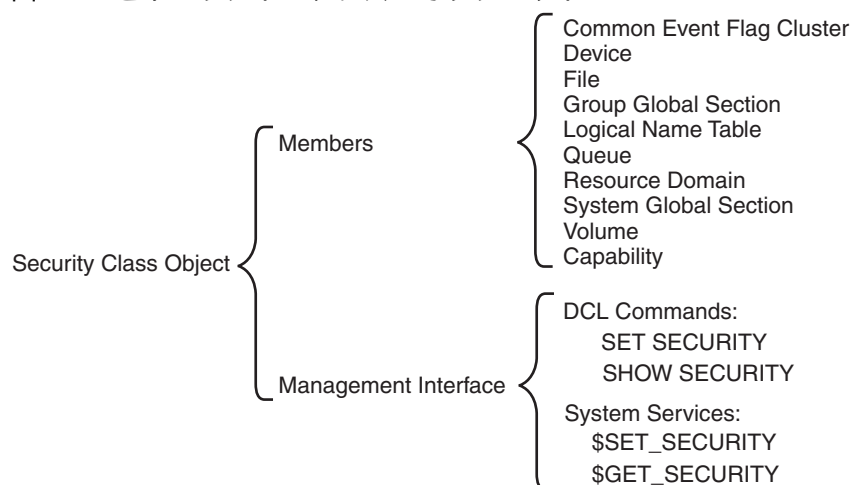 Common Event Flag Cluster
Device
File
Group Global Section
Logical Name Table
Queue
Resource Domain
System Global Section
Volume
Capability
Members
Security Class Object
Management Interface
DCL Commands:
SET SECURITY
SHOW SECURITY
System Services:
$SET_SECURITY
$GET_SECURITY